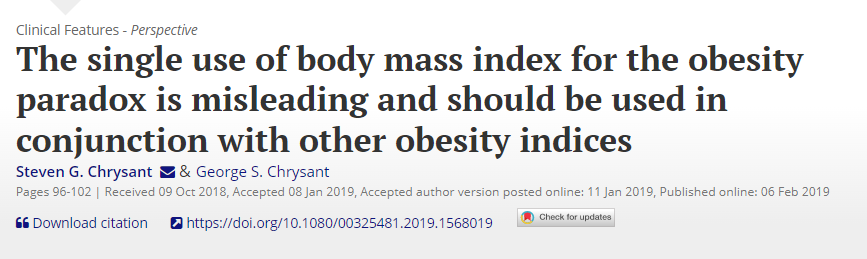 Clinical Features - Perspective
The single use of body mass index for the obesity
paradox is misleading and should be used in
conjunction with other obesity indices
Steven G. Chrysant & George S. Chrysant
Pages 96-102 | Received 09 Oct 2018, Accepted 08 Jan 2019, Accepted author version posted online: 11 Jan 2019, Published online: 06 Feb 2019
Download citation https://doi.org/10.1080/00325481.2019.1568019 Check for updates